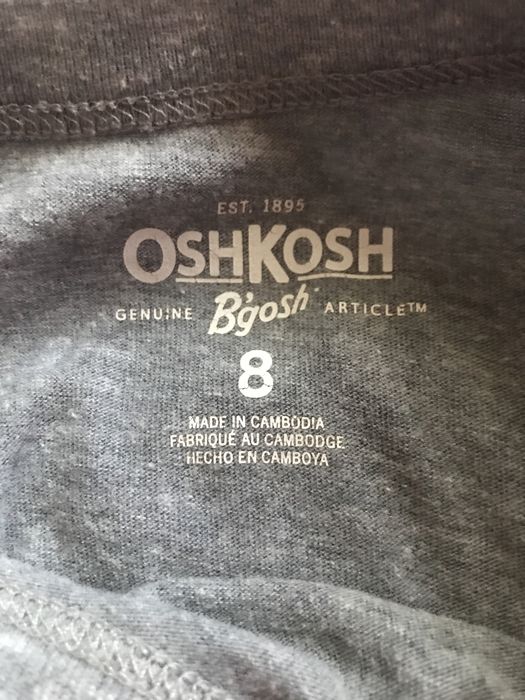 EST. 1895
OSHKOSH
GENUINE B'gosh ARTICLE™
8
MADE IN CAMBODIA
FABRIQUÉ AU CAMBODGE
HECHO EN CAMBOYA